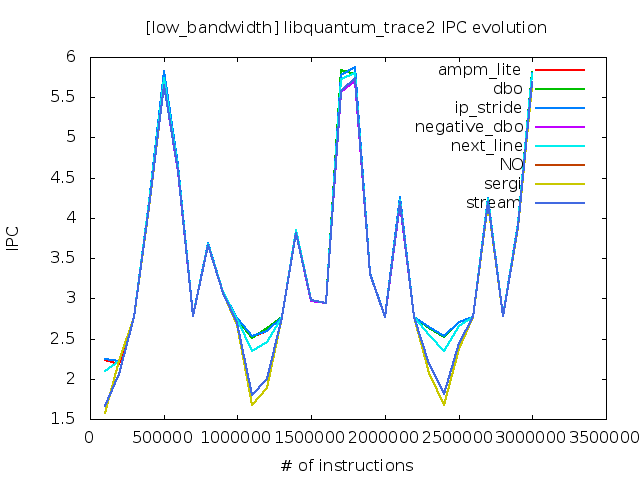 [low_bandwidth] libquantum_trace2 IPC evolution
6
5.5
5
4.5
4
3.5
3
2.5
2
1.5
IPC
ampm_lite
dbo
ip_stride
negative_dbo
next_line
NO
sergi
stream
0
500000
1000000
1500000
2000000
2500000
3000000
3500000
# of instructions